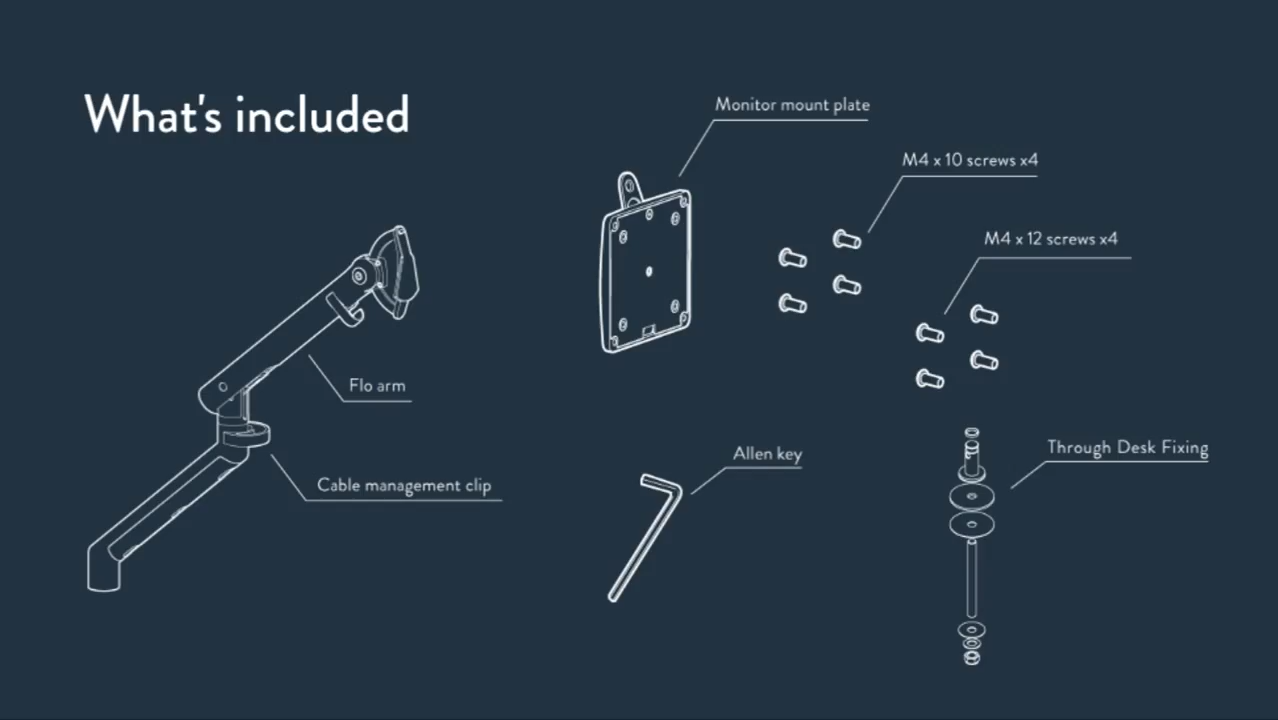 What's included
Monitor mount plate
M4 x 10 screws x4
M4 x 12 screws x4
Flo arm
Cable management clip
Allen key
Through Desk Fixing